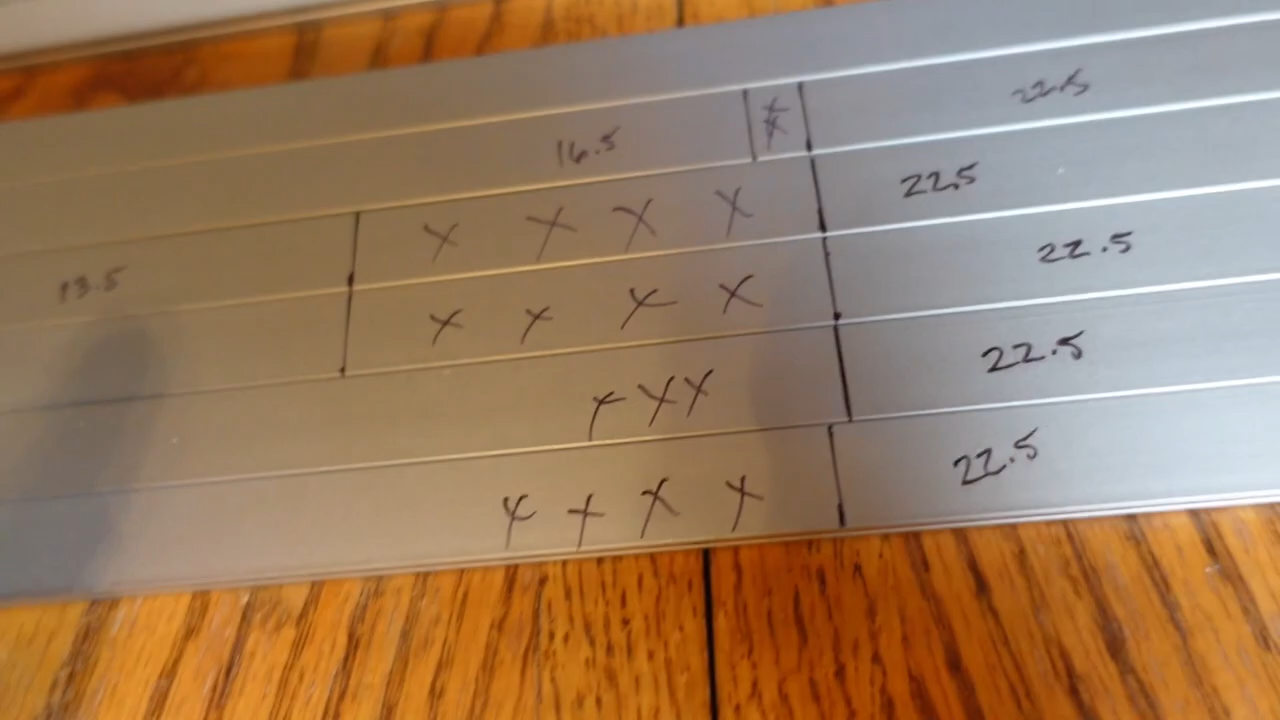 16.5 X X 22.5
X X X X 22.5
13.5 X X X X 22.5
X X X 22.5
X X X X 22.5